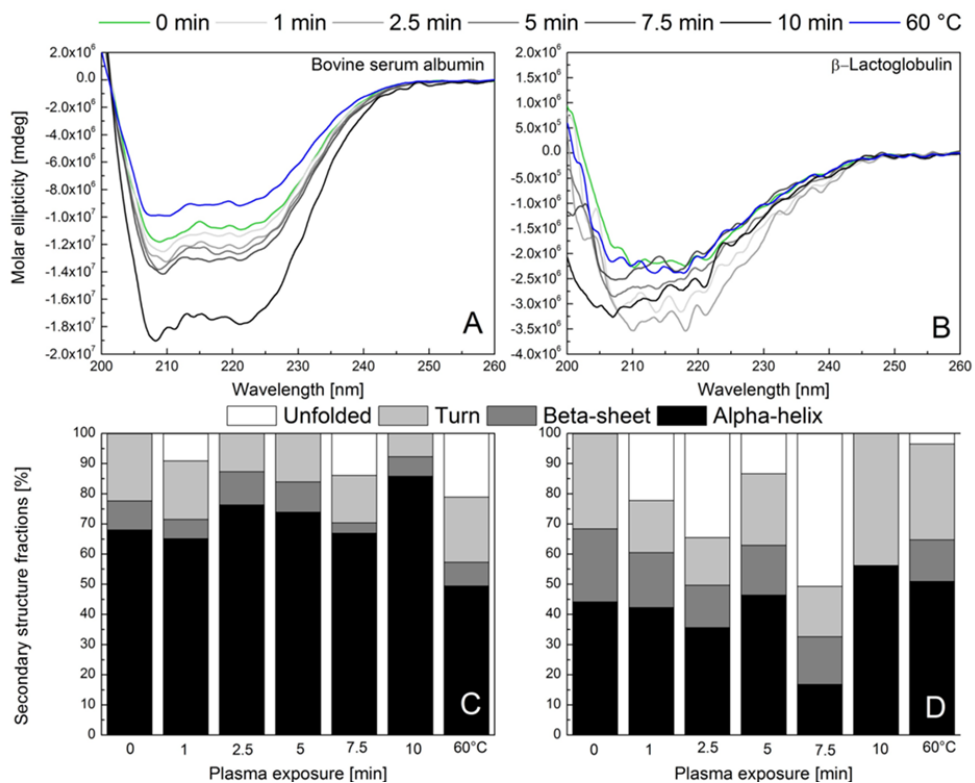 0 min 1 min 2.5 min 5 min 7.5 min 10 min 60 °C
Molar ellipticity [mdeg]
2.0x10⁶
0.0
-2.0x10⁶
-4.0x10⁶
-6.0x10⁶
-8.0x10⁶
-1.0x10⁷
-1.2x10⁷
-1.4x10⁷
-1.6x10⁷
-1.8x10⁷
-2.0x10⁷
Bovine serum albumin
A
200 210 220 230 240 250 260
Wavelength [nm]
2.0x10⁶
1.5x10⁶
1.0x10⁶
5.0x10⁵
0.0
-5.0x10⁵
-1.0x10⁶
-1.5x10⁶
-2.0x10⁶
-2.5x10⁶
-3.0x10⁶
-3.5x10⁶
-4.0x10⁶
β-Lactoglobulin
B
200 210 220 230 240 250 260
Wavelength [nm]
Unfolded Turn Beta-sheet Alpha-helix
Secondary structure fractions [%]
100
90
80
70
60
50
40
30
20
10
0
C
0 1 2.5 5 7.5 10 60°C
Plasma exposure [min]
100
90
80
70
60
50
40
30
20
10
0
D
0 1 2.5 5 7.5 10 60°C
Plasma exposure [min]